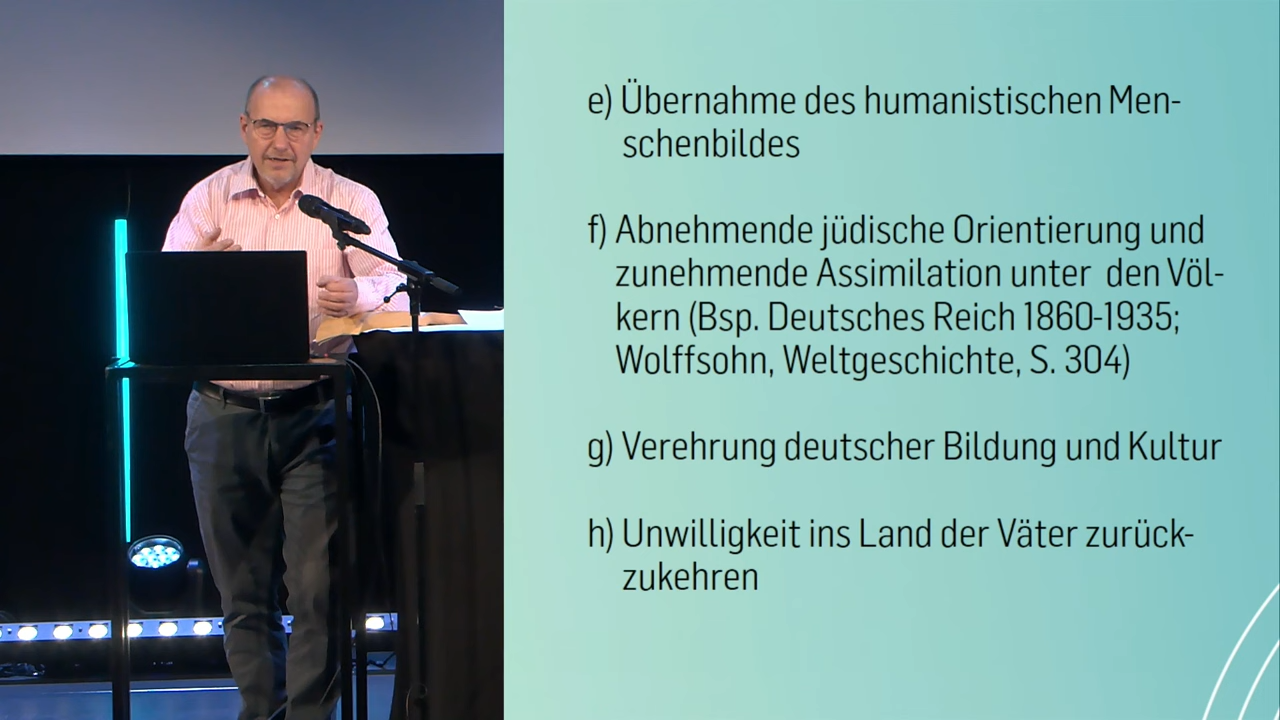 e) Übernahme des humanistischen Men-
schenbildes
f) Abnehmende jüdische Orientierung und
zunehmende Assimilation unter den Völ-
kern (Bsp. Deutsches Reich 1860-1935;
Wolffsohn, Weltgeschichte, S. 304)
g) Verehrung deutscher Bildung und Kultur
h) Unwilligkeit ins Land der Väter zurück-
zukehren